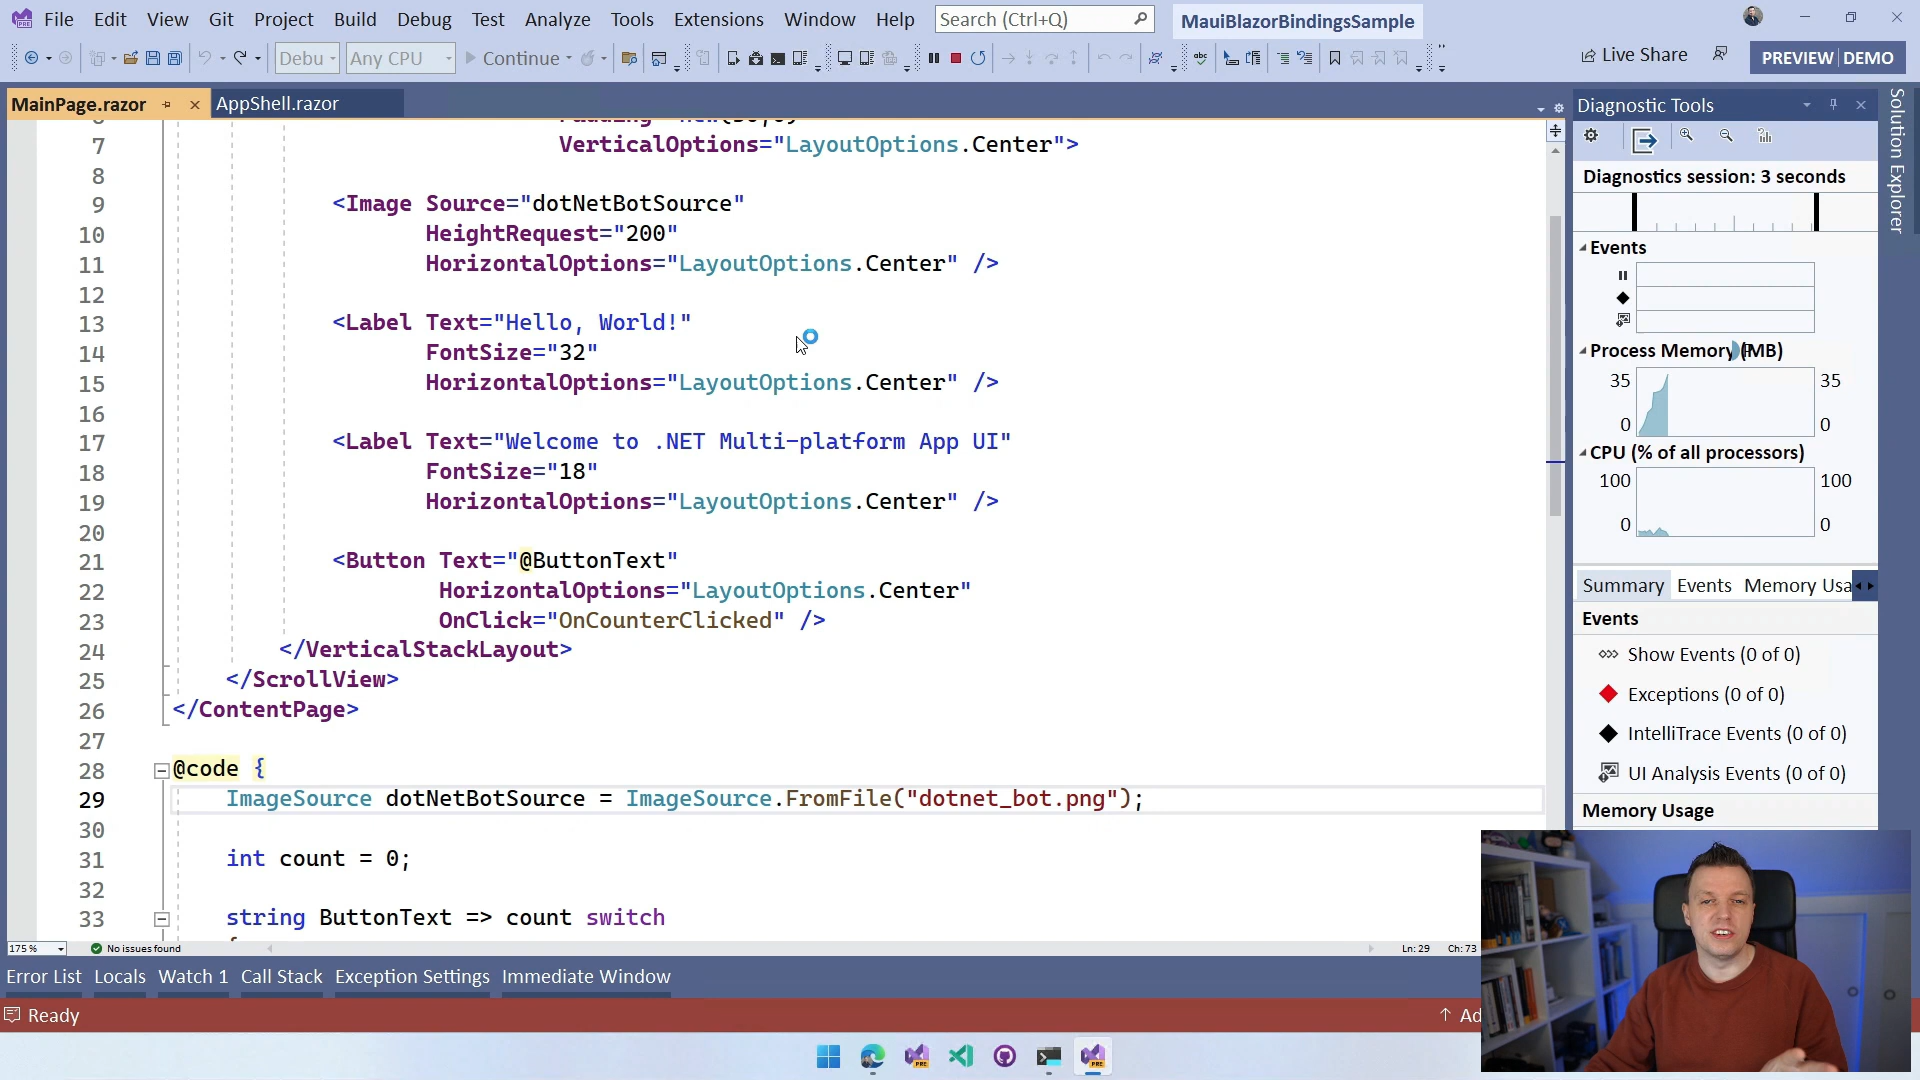 File Edit View Git Project Build Debug Test Analyze Tools Extensions Window Help Search (Ctrl+Q) MauiBlazorBindingsSample
Debu Any CPU Continue Live Share PREVIEW DEMO
MainPage.razor AppShell.razor
7 VerticalOptions="LayoutOptions.Center">
8
9 <Image Source="dotNetBotSource"
10 HeightRequest="200"
11 HorizontalOptions="LayoutOptions.Center" />
12
13 <Label Text="Hello, World!"
14 FontSize="32"
15 HorizontalOptions="LayoutOptions.Center" />
16
17 <Label Text="Welcome to .NET Multi-platform App UI"
18 FontSize="18"
19 HorizontalOptions="LayoutOptions.Center" />
20
21 <Button Text="@ButtonText"
22 HorizontalOptions="LayoutOptions.Center"
23 OnClick="OnCounterClicked" />
24 </VerticalStackLayout>
25 </ScrollView>
26 </ContentPage>
27
28 @code {
29 ImageSource dotNetBotSource = ImageSource.FromFile("dotnet_bot.png");
30
31 int count = 0;
32
33 string ButtonText => count switch
175 % No issues found Ln: 29 Ch: 73
Error List Locals Watch 1 Call Stack Exception Settings Immediate Window
Ready Ad
Diagnostic Tools
Diagnostics session: 3 seconds
Events
Process Memory (MB)
35 35
0 0
CPU (% of all processors)
100 100
0 0
Summary Events Memory Usa
Events
Show Events (0 of 0)
Exceptions (0 of 0)
IntelliTrace Events (0 of 0)
UI Analysis Events (0 of 0)
Memory Usage
Solution Explorer